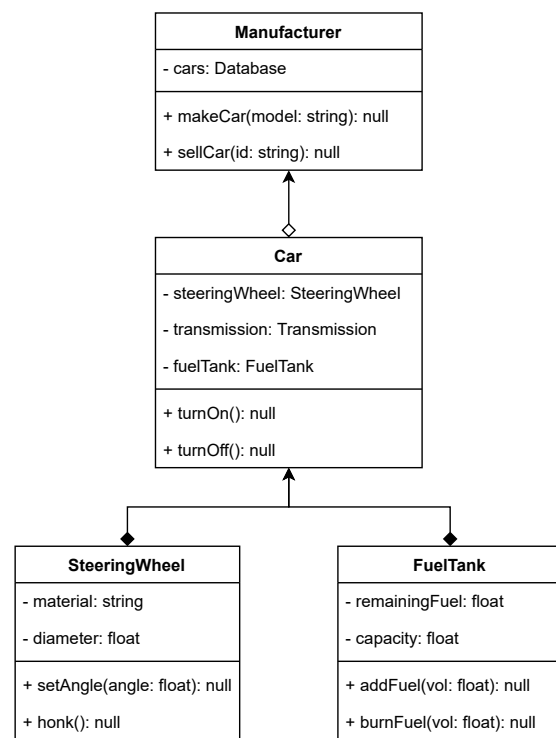 Manufacturer
- cars: Database
+ makeCar(model: string): null
+ sellCar(id: string): null
Car
- steeringWheel: SteeringWheel
- transmission: Transmission
- fuelTank: FuelTank
+ turnOn(): null
+ turnOff(): null
SteeringWheel
- material: string
- diameter: float
+ setAngle(angle: float): null
+ honk(): null
FuelTank
- remainingFuel: float
- capacity: float
+ addFuel(vol: float): null
+ burnFuel(vol: float): null